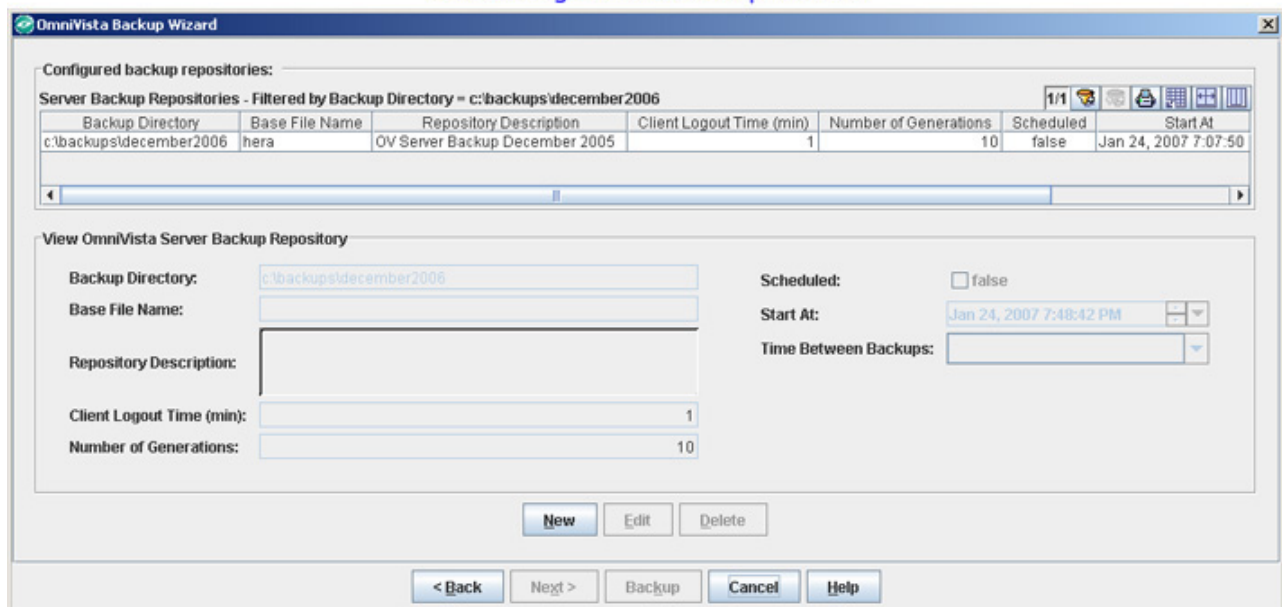 OmniVista Backup Wizard
Configured backup repositories:
Server Backup Repositories - Filtered by Backup Directory = c:\backups\december2006
1/1
Backup Directory Base File Name Repository Description Client Logout Time (min) Number of Generations Scheduled Start At
c:\backups\december2006 hera OV Server Backup December 2005 1 10 false Jan 24, 2007 7:07:50
View OmniVista Server Backup Repository
Backup Directory: c:\backups\december2006
Scheduled: false
Base File Name:
Start At: Jan 24, 2007 7:48:42 PM
Repository Description:
Time Between Backups:
Client Logout Time (min): 1
Number of Generations: 10
New Edit Delete
< Back Next > Backup Cancel Help